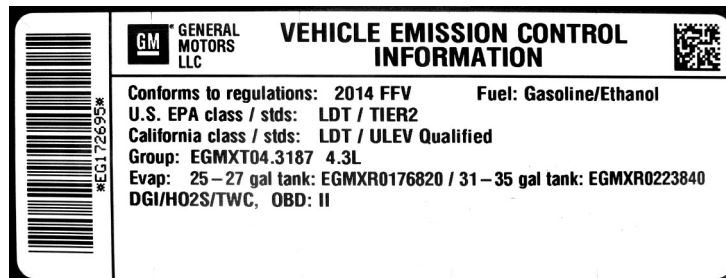 *EG172695*
GM
GENERAL
MOTORS
LLC
VEHICLE EMISSION CONTROL
INFORMATION
Conforms to regulations: 2014 FFV Fuel: Gasoline/Ethanol
U.S. EPA class / stds: LDT / TIER2
California class / stds: LDT / ULEV Qualified
Group: EGMXT04.3187 4.3L
Evap: 25–27 gal tank: EGMXR0176820 / 31–35 gal tank: EGMXR0223840
DGI/HO2S/TWC, OBD: II